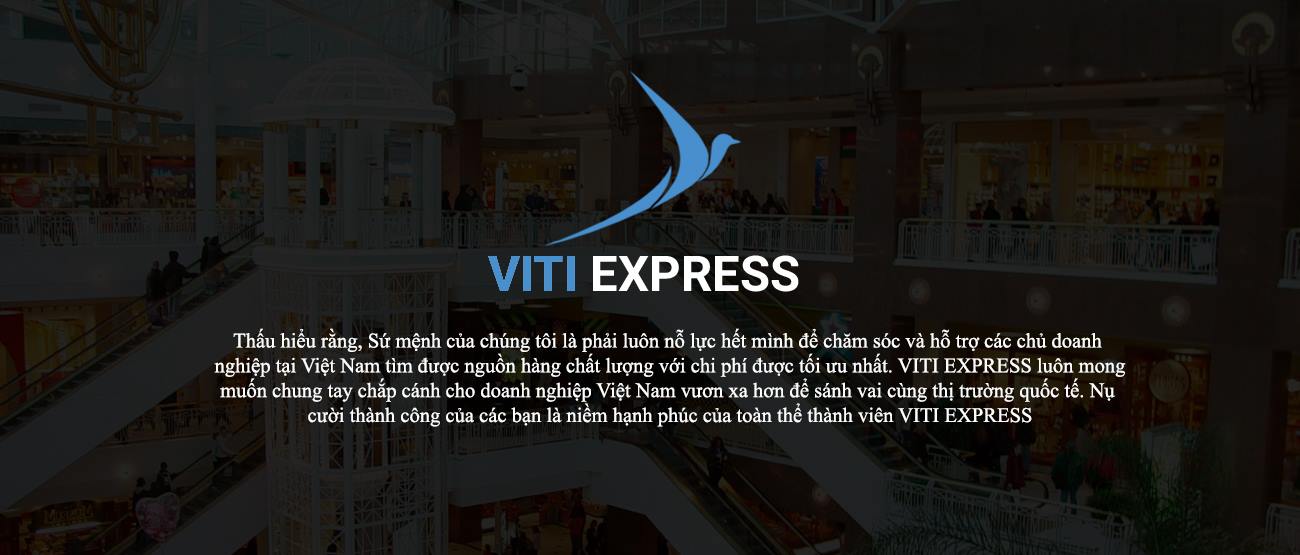 VITI EXPRESS
Thấu hiểu rằng, Sứ mệnh của chúng tôi là phải luôn nỗ lực hết mình để chăm sóc và hỗ trợ các chủ doanh
nghiệp tại Việt Nam tìm được nguồn hàng chất lượng với chi phí được tối ưu nhất. VITI EXPRESS luôn mong
muốn chung tay chắp cánh cho doanh nghiệp Việt Nam vươn xa hơn để sánh vai cùng thị trường quốc tế. Nụ
cười thành công của các bạn là niềm hạnh phúc của toàn thể thành viên VITI EXPRESS